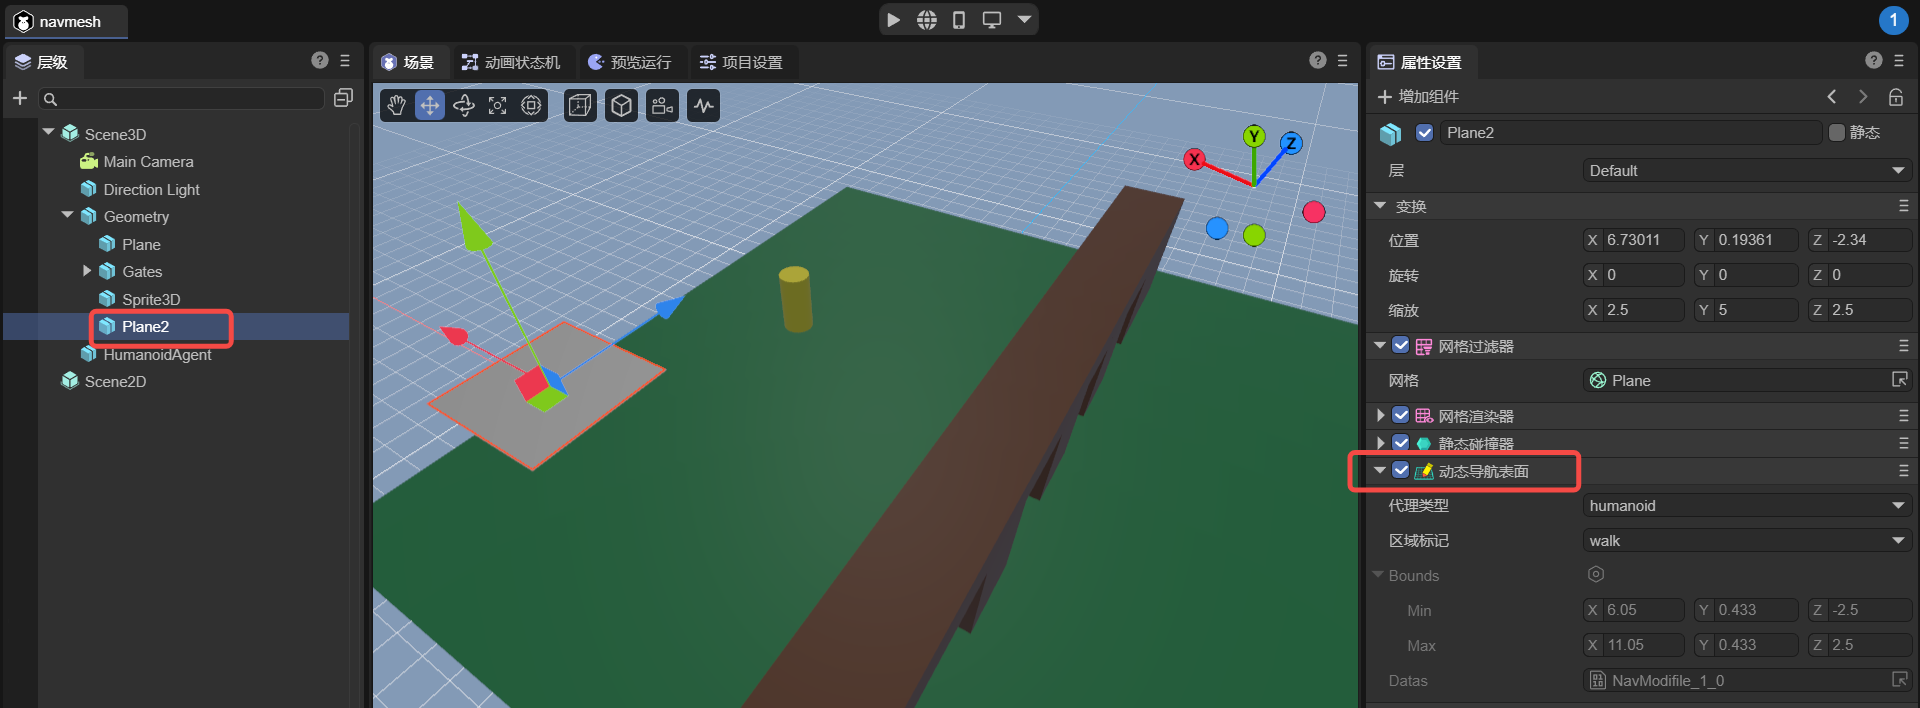 navmesh
1
层级
场景
动画状态机
预览运行
项目设置
属性设置
增加组件
Scene3D
Main Camera
Direction Light
Geometry
Plane
Gates
Sprite3D
Plane2
HumanoidAgent
Scene2D
Y
Z
X
Plane2
静态
层
Default
变换
位置
X 6.73011
Y 0.19361
Z -2.34
旋转
X 0
Y 0
Z 0
缩放
X 2.5
Y 5
Z 2.5
网格过滤器
网格
Plane
网格渲染器
静态碰撞器
动态导航表面
代理类型
humanoid
区域标记
walk
Bounds
Min
X 6.05
Y 0.433
Z -2.5
Max
X 11.05
Y 0.433
Z 2.5
Datas
NavModifile_1_0